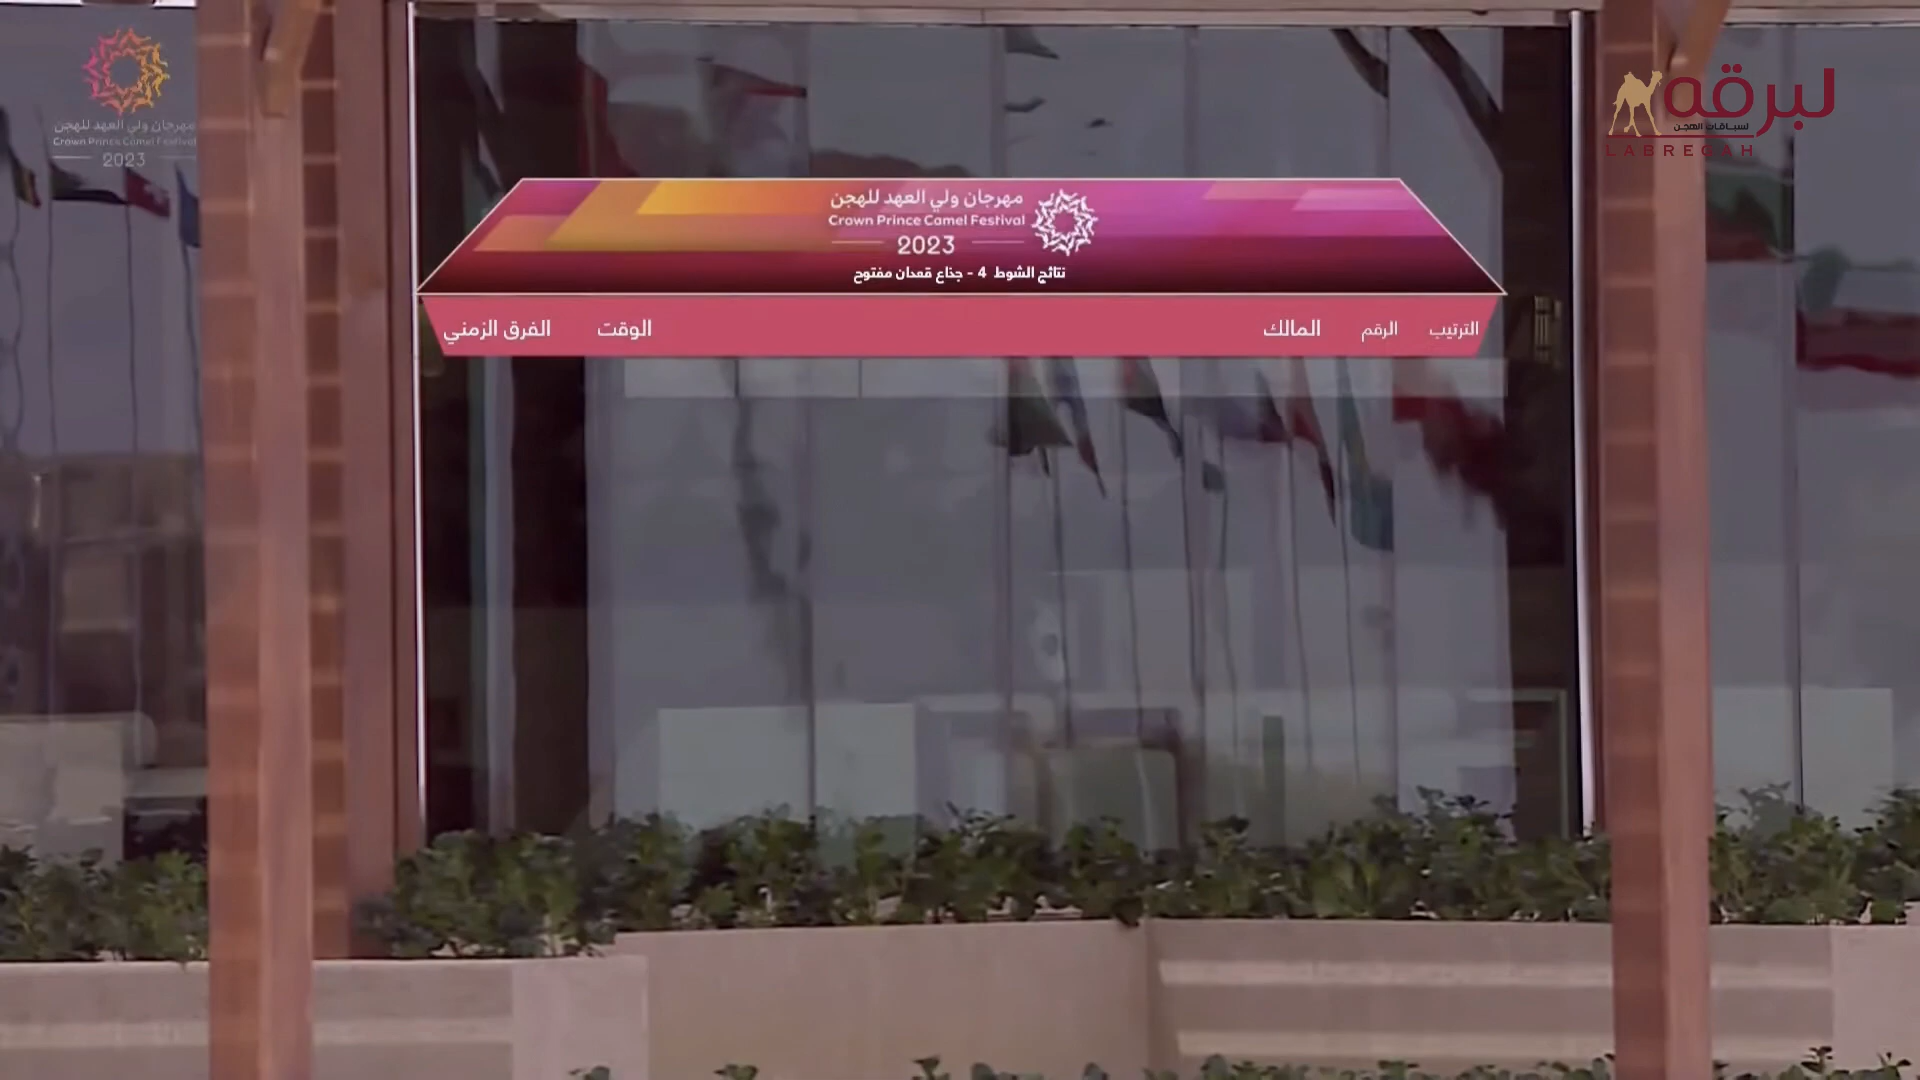 مهرجان ولي العهد للهجن
Crown Prince Camel Festival
2023
لبرقه
لسباقات الهجن
LABREGAH
مهرجان ولي العهد للهجن
Crown Prince Camel Festival
2023
نتائج الشوط 4 - جذاع قعدان مفتوح
الترتيب الرقم المالك الوقت الفرق الزمني